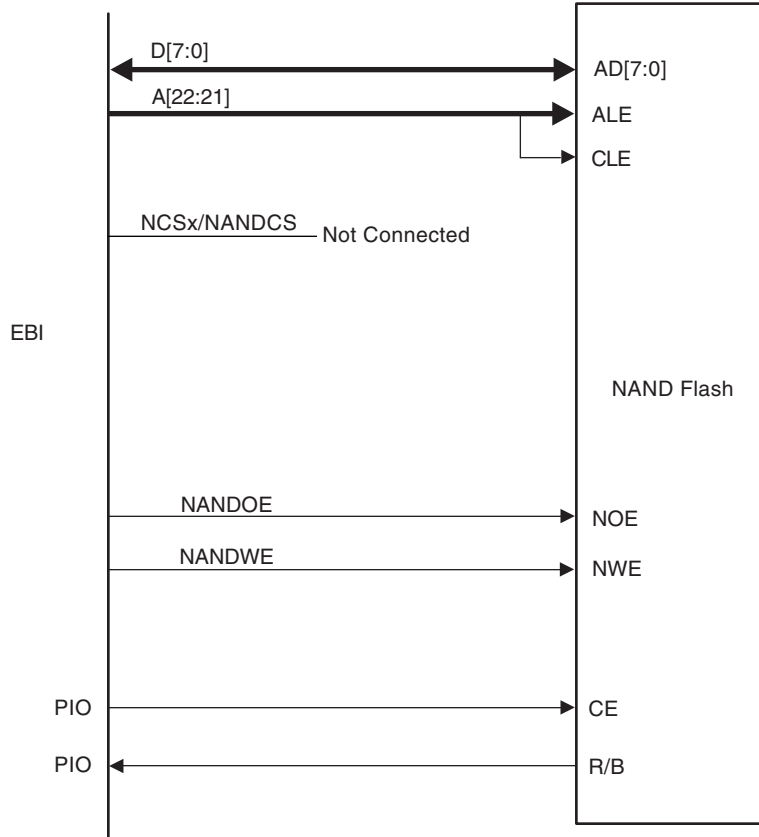 D[7:0]
AD[7:0]
A[22:21]
ALE
CLE
NCSx/NANDCS
Not Connected
EBI
NAND Flash
NANDOE
NOE
NANDWE
NWE
PIO
CE
PIO
R/B